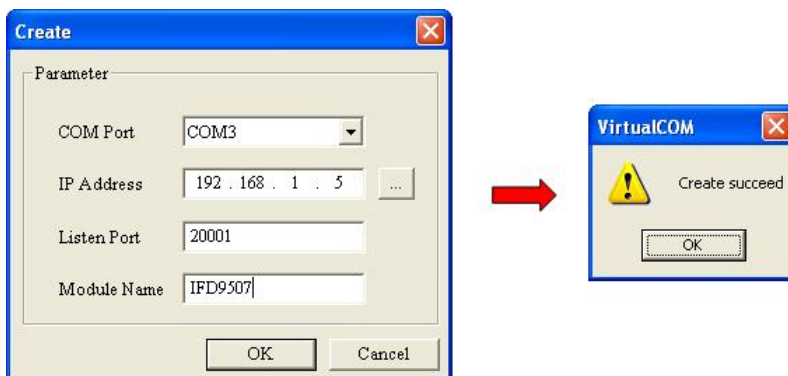 Create
Parameter
COM Port COM3
IP Address 192 . 168 . 1 . 5 ...
Listen Port 20001
Module Name IFD9507
OK Cancel
VirtualCOM
Create succeed
OK